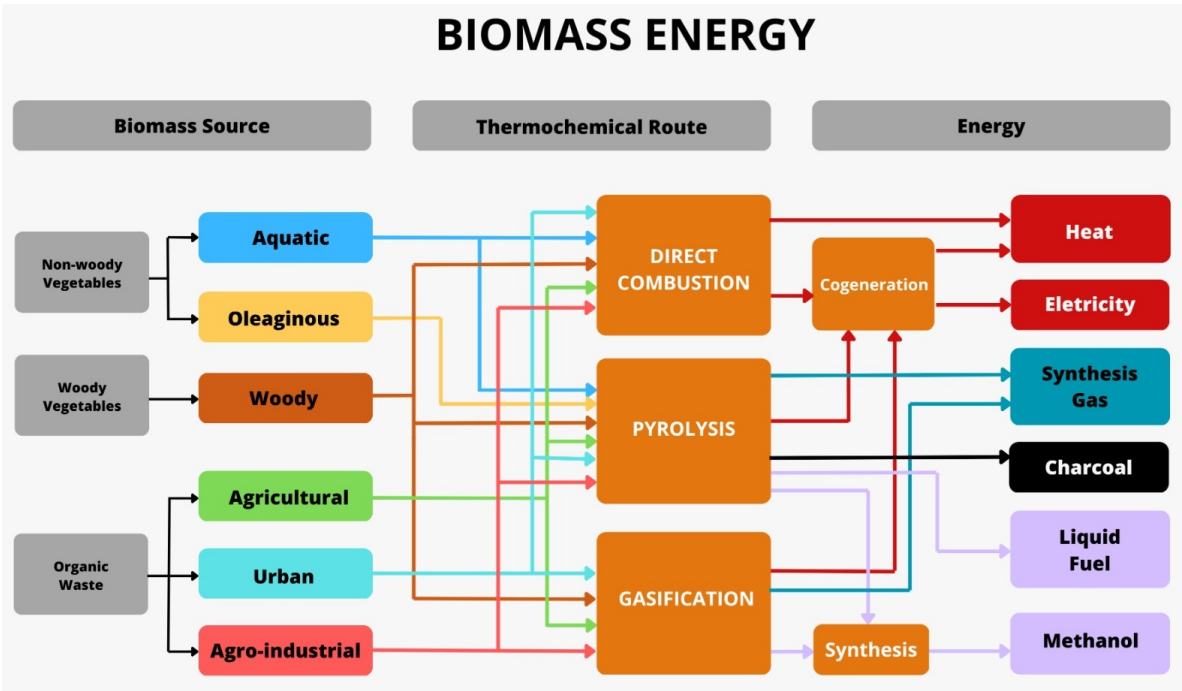 BIOMASS ENERGY
Biomass Source
Thermochemical Route
Energy
Non-woody
Vegetables
Woody
Vegetables
Organic
Waste
Aquatic
Oleaginous
Woody
Agricultural
Urban
Agro-industrial
DIRECT
COMBUSTION
PYROLYSIS
GASIFICATION
Cogeneration
Synthesis
Heat
Eletricity
Synthesis
Gas
Charcoal
Liquid
Fuel
Methanol